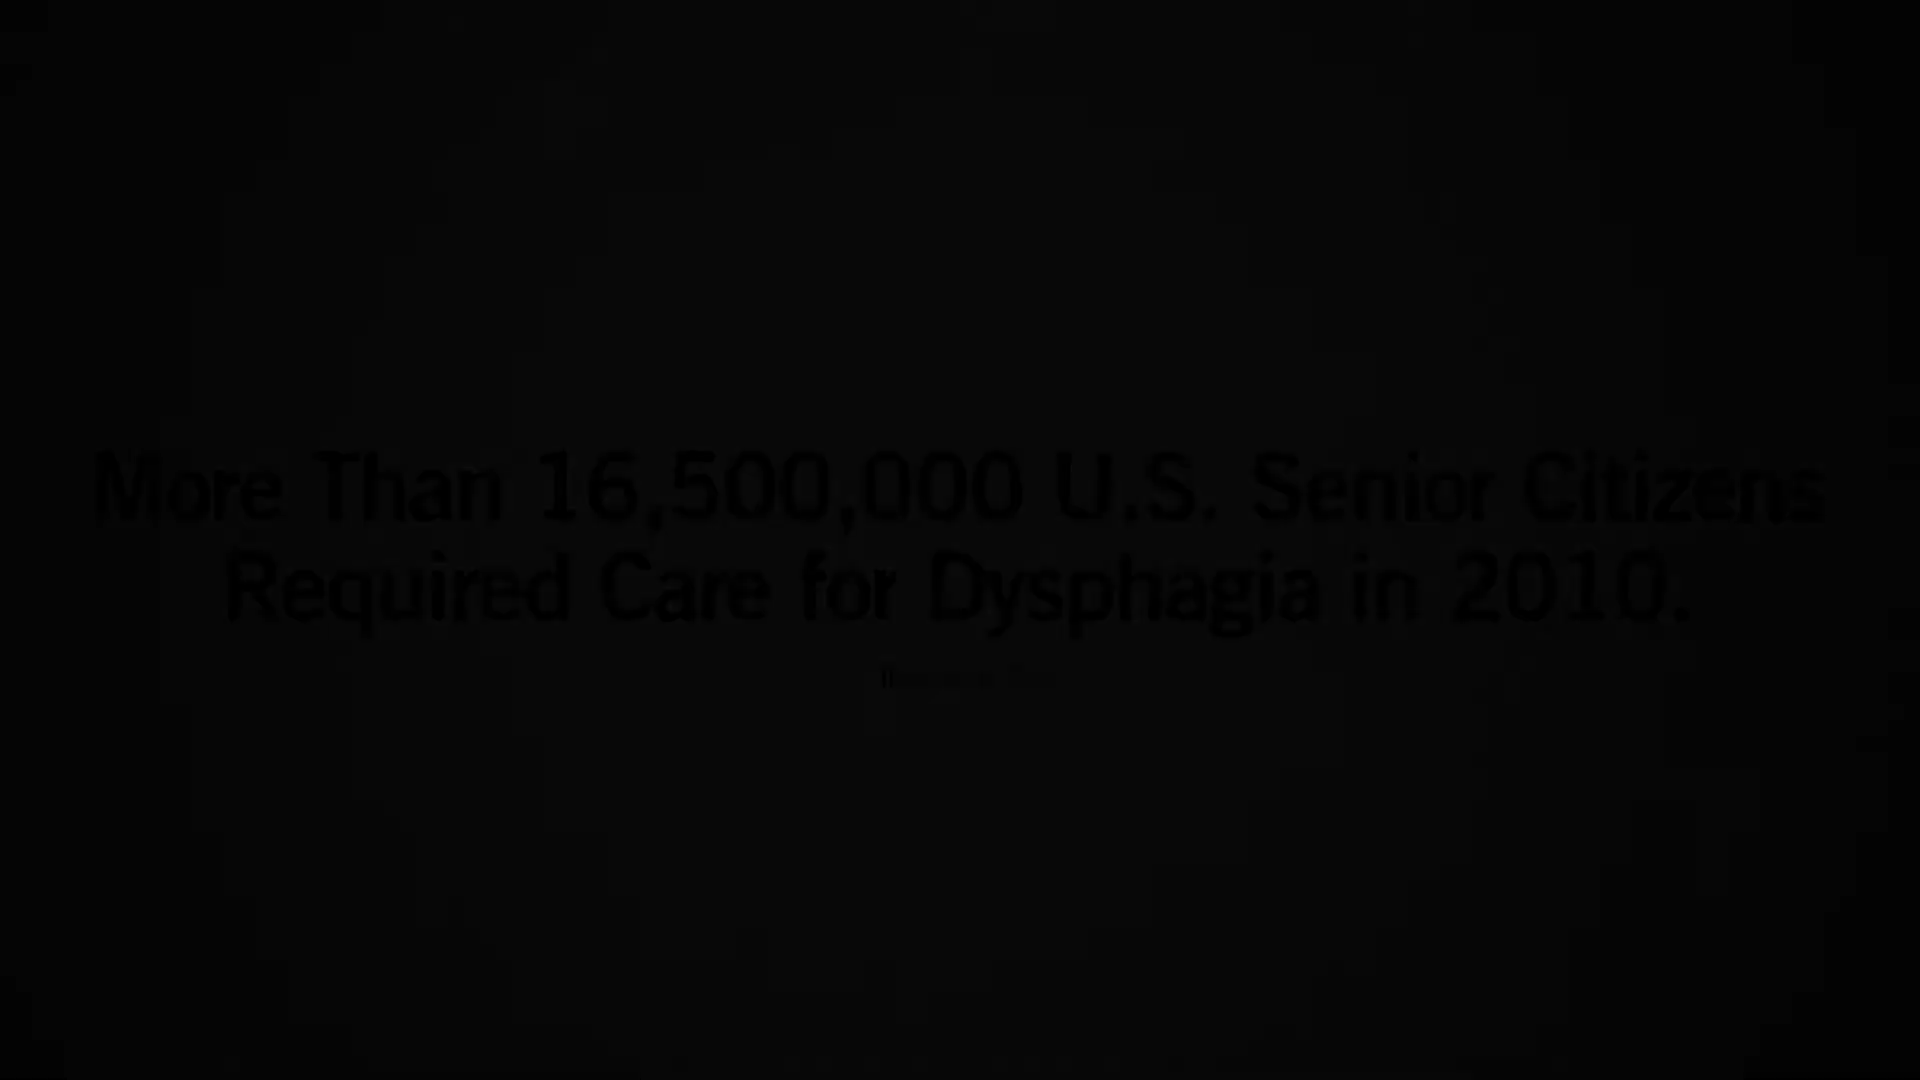 More Than 16,500,000 U.S. Senior Citizens
Required Care for Dysphagia in 2010.